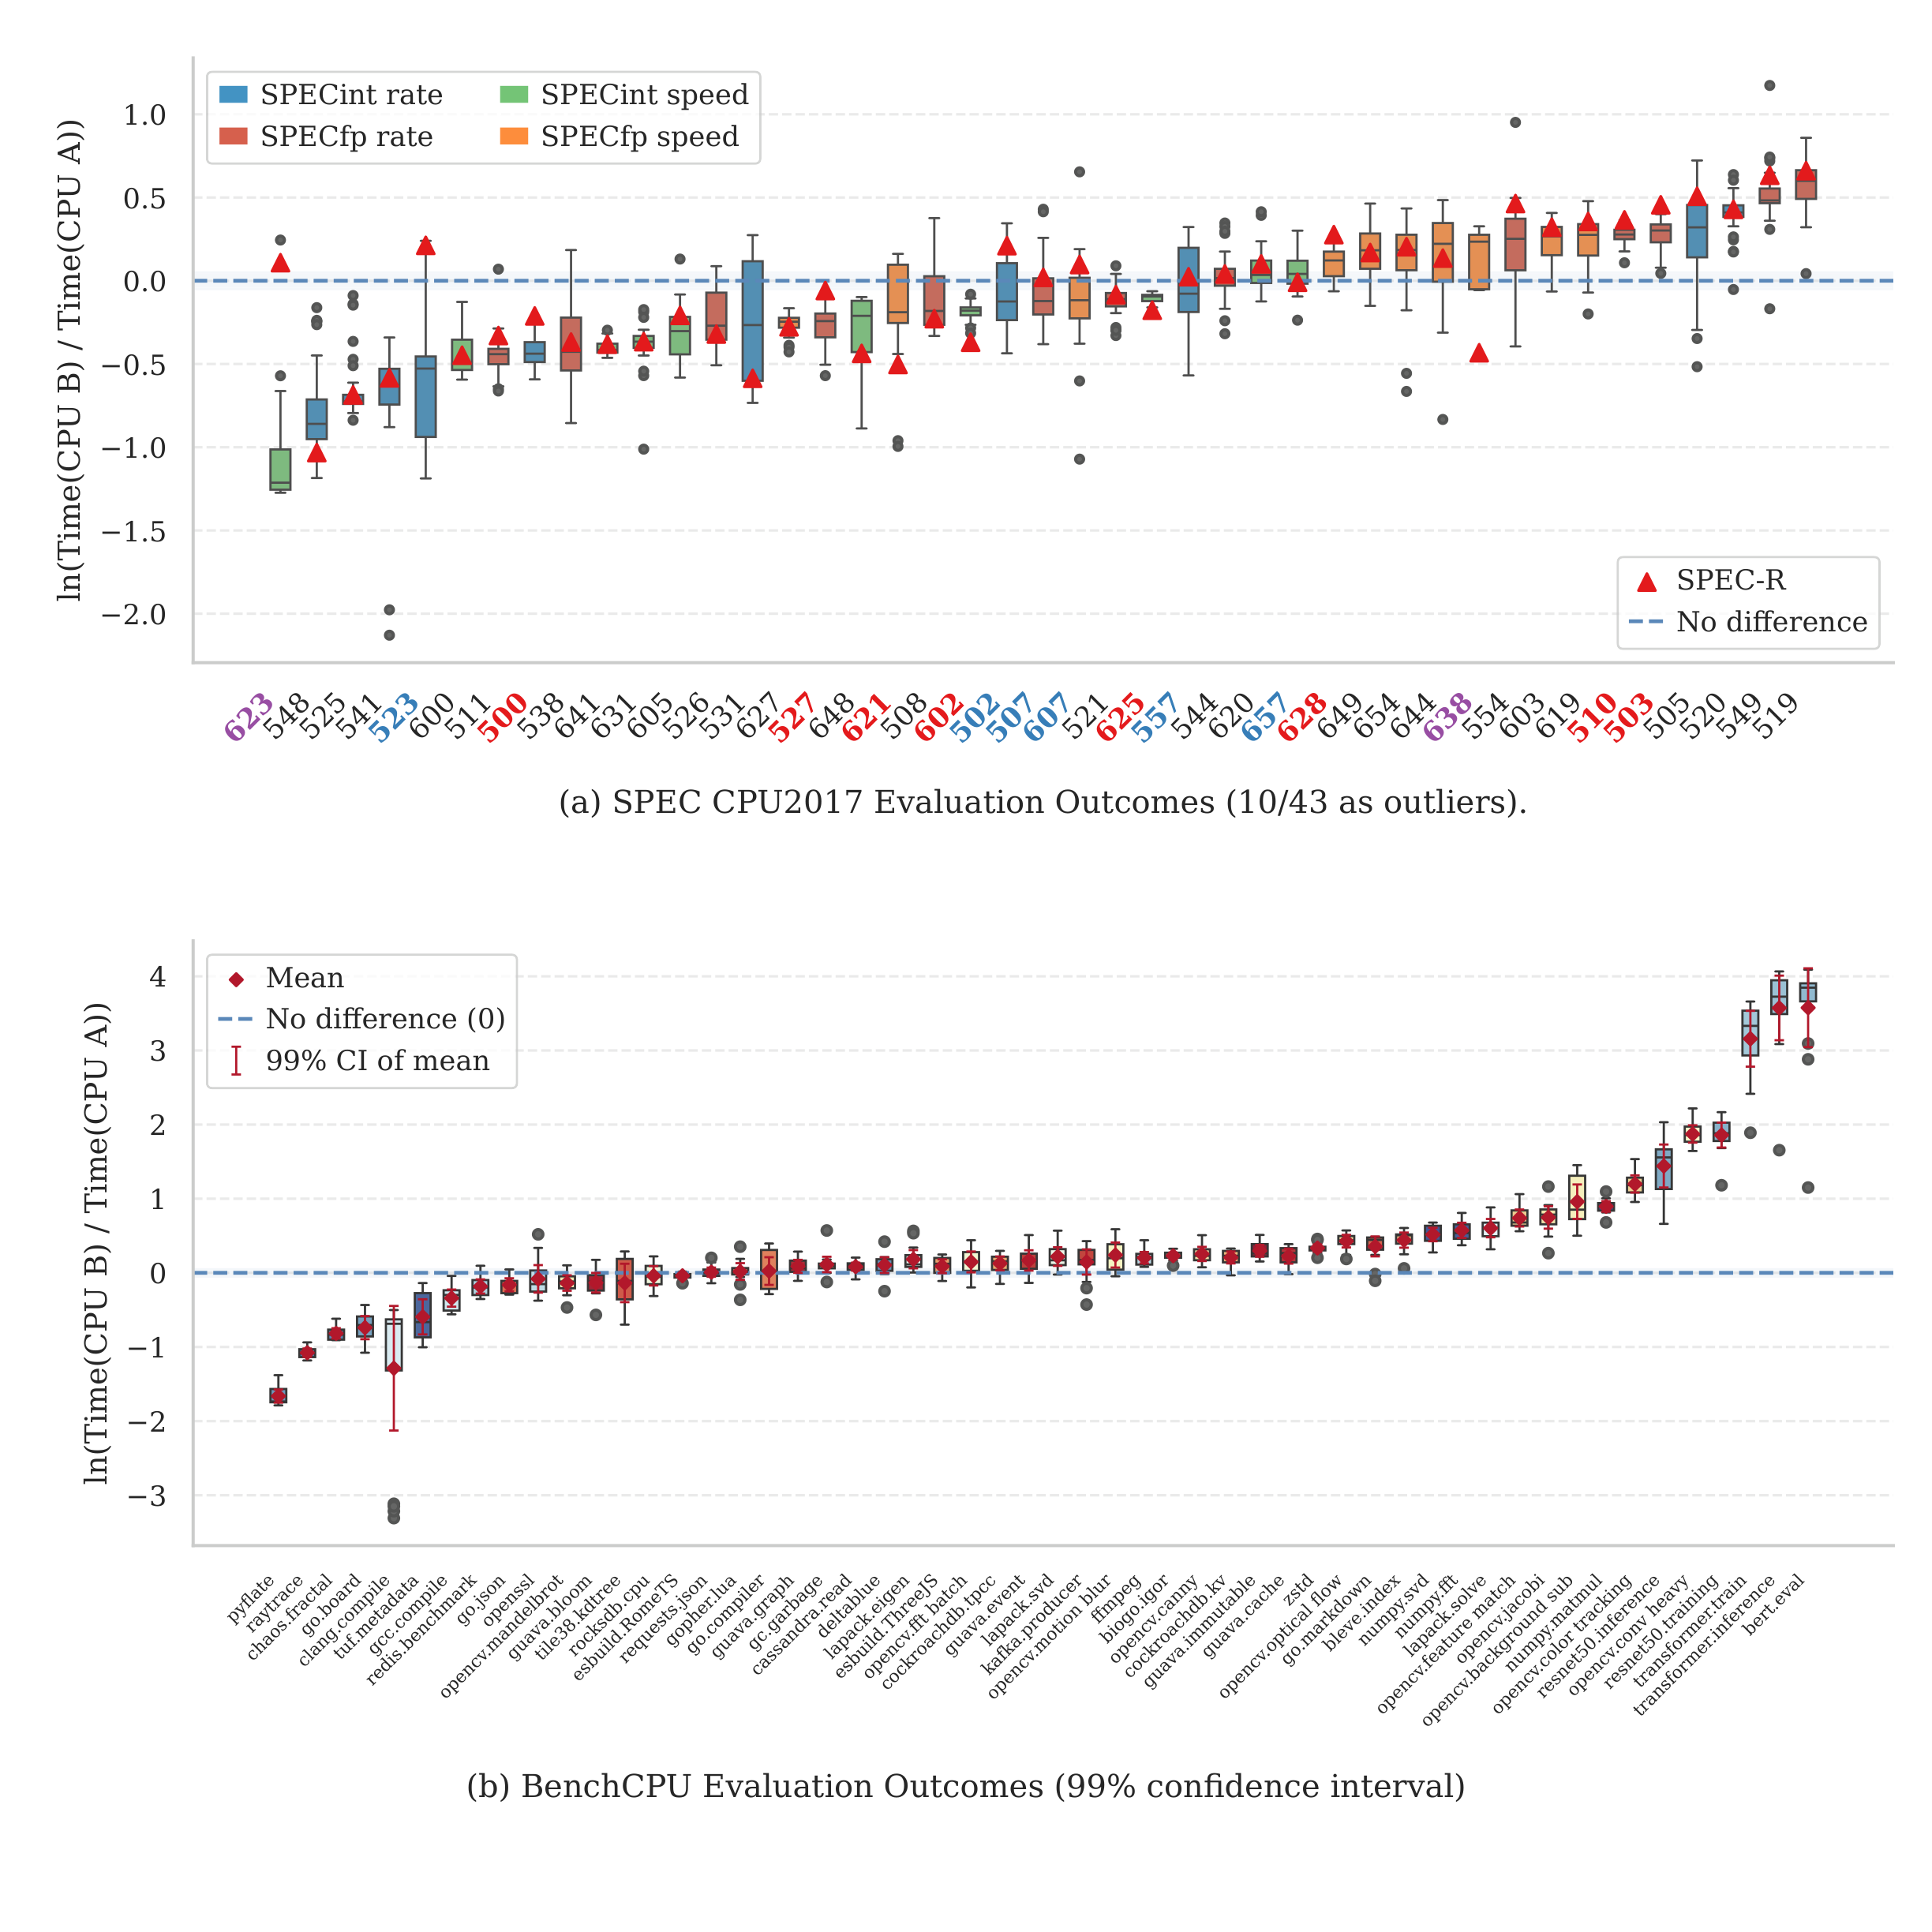 ln(Time(CPU B) / Time(CPU A))
1.0
0.5
0.0
−0.5
−1.0
−1.5
−2.0
SPECint rate
SPECfp rate
SPECint speed
SPECfp speed
SPEC-R
No difference
623 548 525 541 523 600 511 500 538 641 631 605 526 531 627 527 648 621 508 602 502 507 607 521 625 557 544 620 657 628 649 654 644 638 554 603 619 510 503 505 520 549 519
(a) SPEC CPU2017 Evaluation Outcomes (10/43 as outliers).
ln(Time(CPU B) / Time(CPU A))
4
3
2
1
0
−1
−2
−3
Mean
No difference (0)
99% CI of mean
pyflate
raytrace
chaos.fractal
go.board
clang.compile
tuf.metadata
gcc.compile
redis.benchmark
go.json
openssl
opencv.mandelbrot
guava.bloom
tile38.kdtree
rocksdb.cpu
esbuild.RomeTS
requests.json
gopher.lua
go.compiler
guava.graph
gc.garbage
cassandra.read
deltablue
lapack.eigen
esbuild.ThreeJS
opencv.fft batch
cockroachdb.tpcc
guava.event
lapack.svd
kafka.producer
opencv.motion blur
ffmpeg
biogo.igor
opencv.canny
cockroachdb.kv
guava.immutable
guava.cache
zstd
opencv.optical flow
go.markdown
bleve.index
numpy.svd
numpy.fft
lapack.solve
opencv.feature match
opencv.jacobi
opencv.background sub
numpy.matmul
opencv.color tracking
resnet50.inference
opencv.conv heavy
resnet50.training
transformer.train
transformer.inference
bert.eval
(b) BenchCPU Evaluation Outcomes (99% confidence interval)